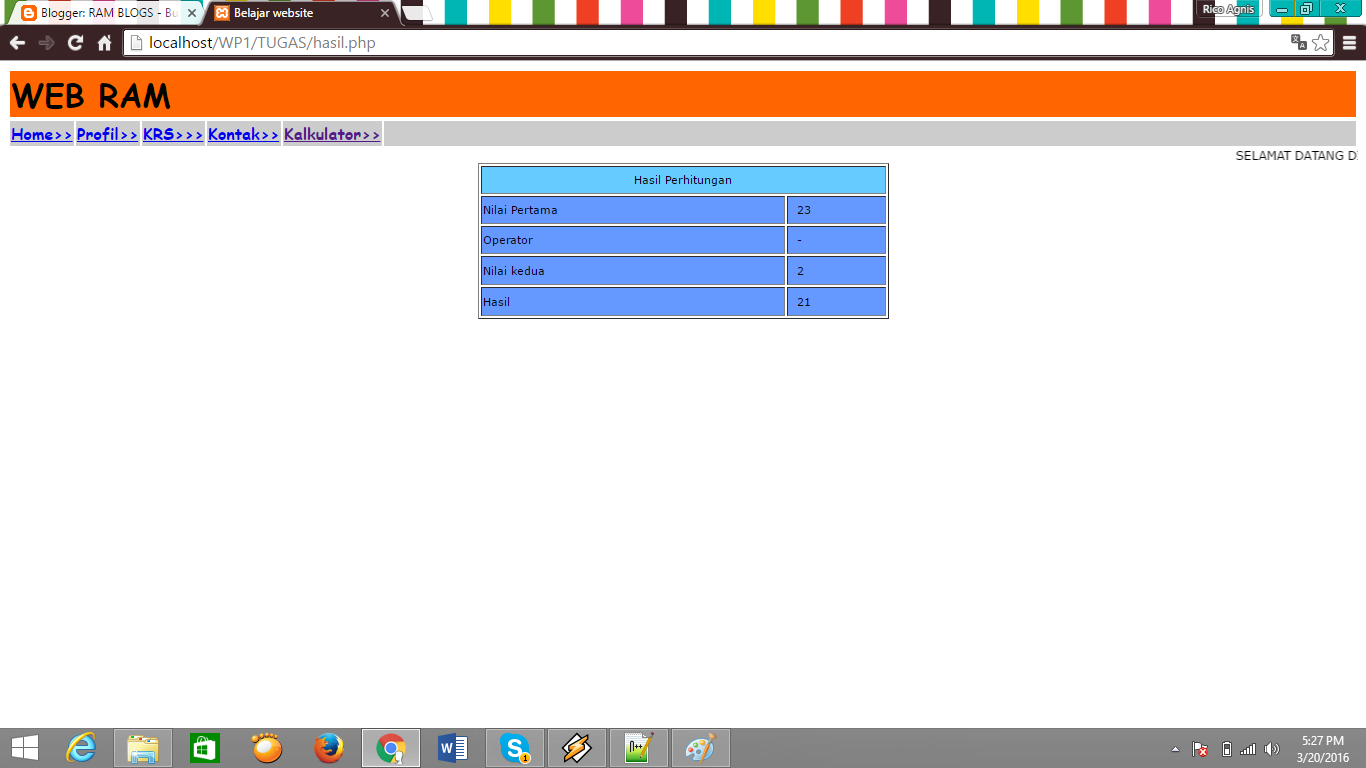 Blogger: RAM BLOGS - Bu
Belajar website
Rico Agnis
localhost/WP1/TUGAS/hasil.php
WEB RAM
Home>> Profil>> KRS>>> Kontak>> Kalkulator>>
SELAMAT DATANG D
Hasil Perhitungan
Nilai Pertama 23
Operator -
Nilai kedua 2
Hasil 21
5:27 PM
3/20/2016